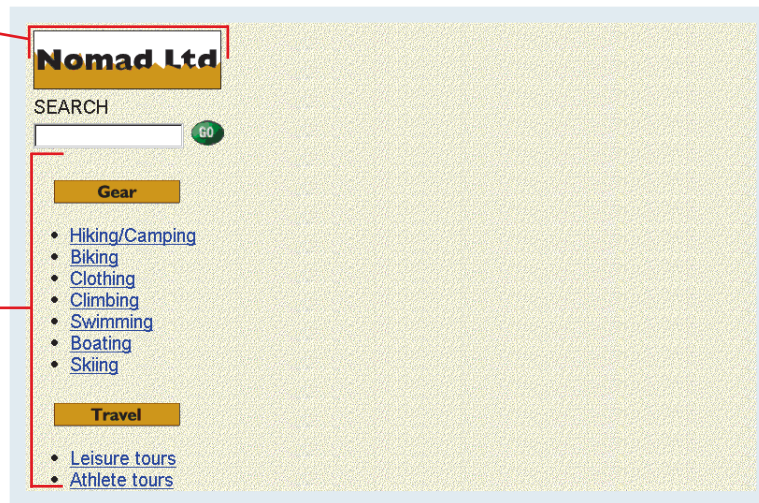 Nomad Ltd
SEARCH
GO
Gear
Hiking/Camping
Biking
Clothing
Climbing
Swimming
Boating
Skiing
Travel
Leisure tours
Athlete tours